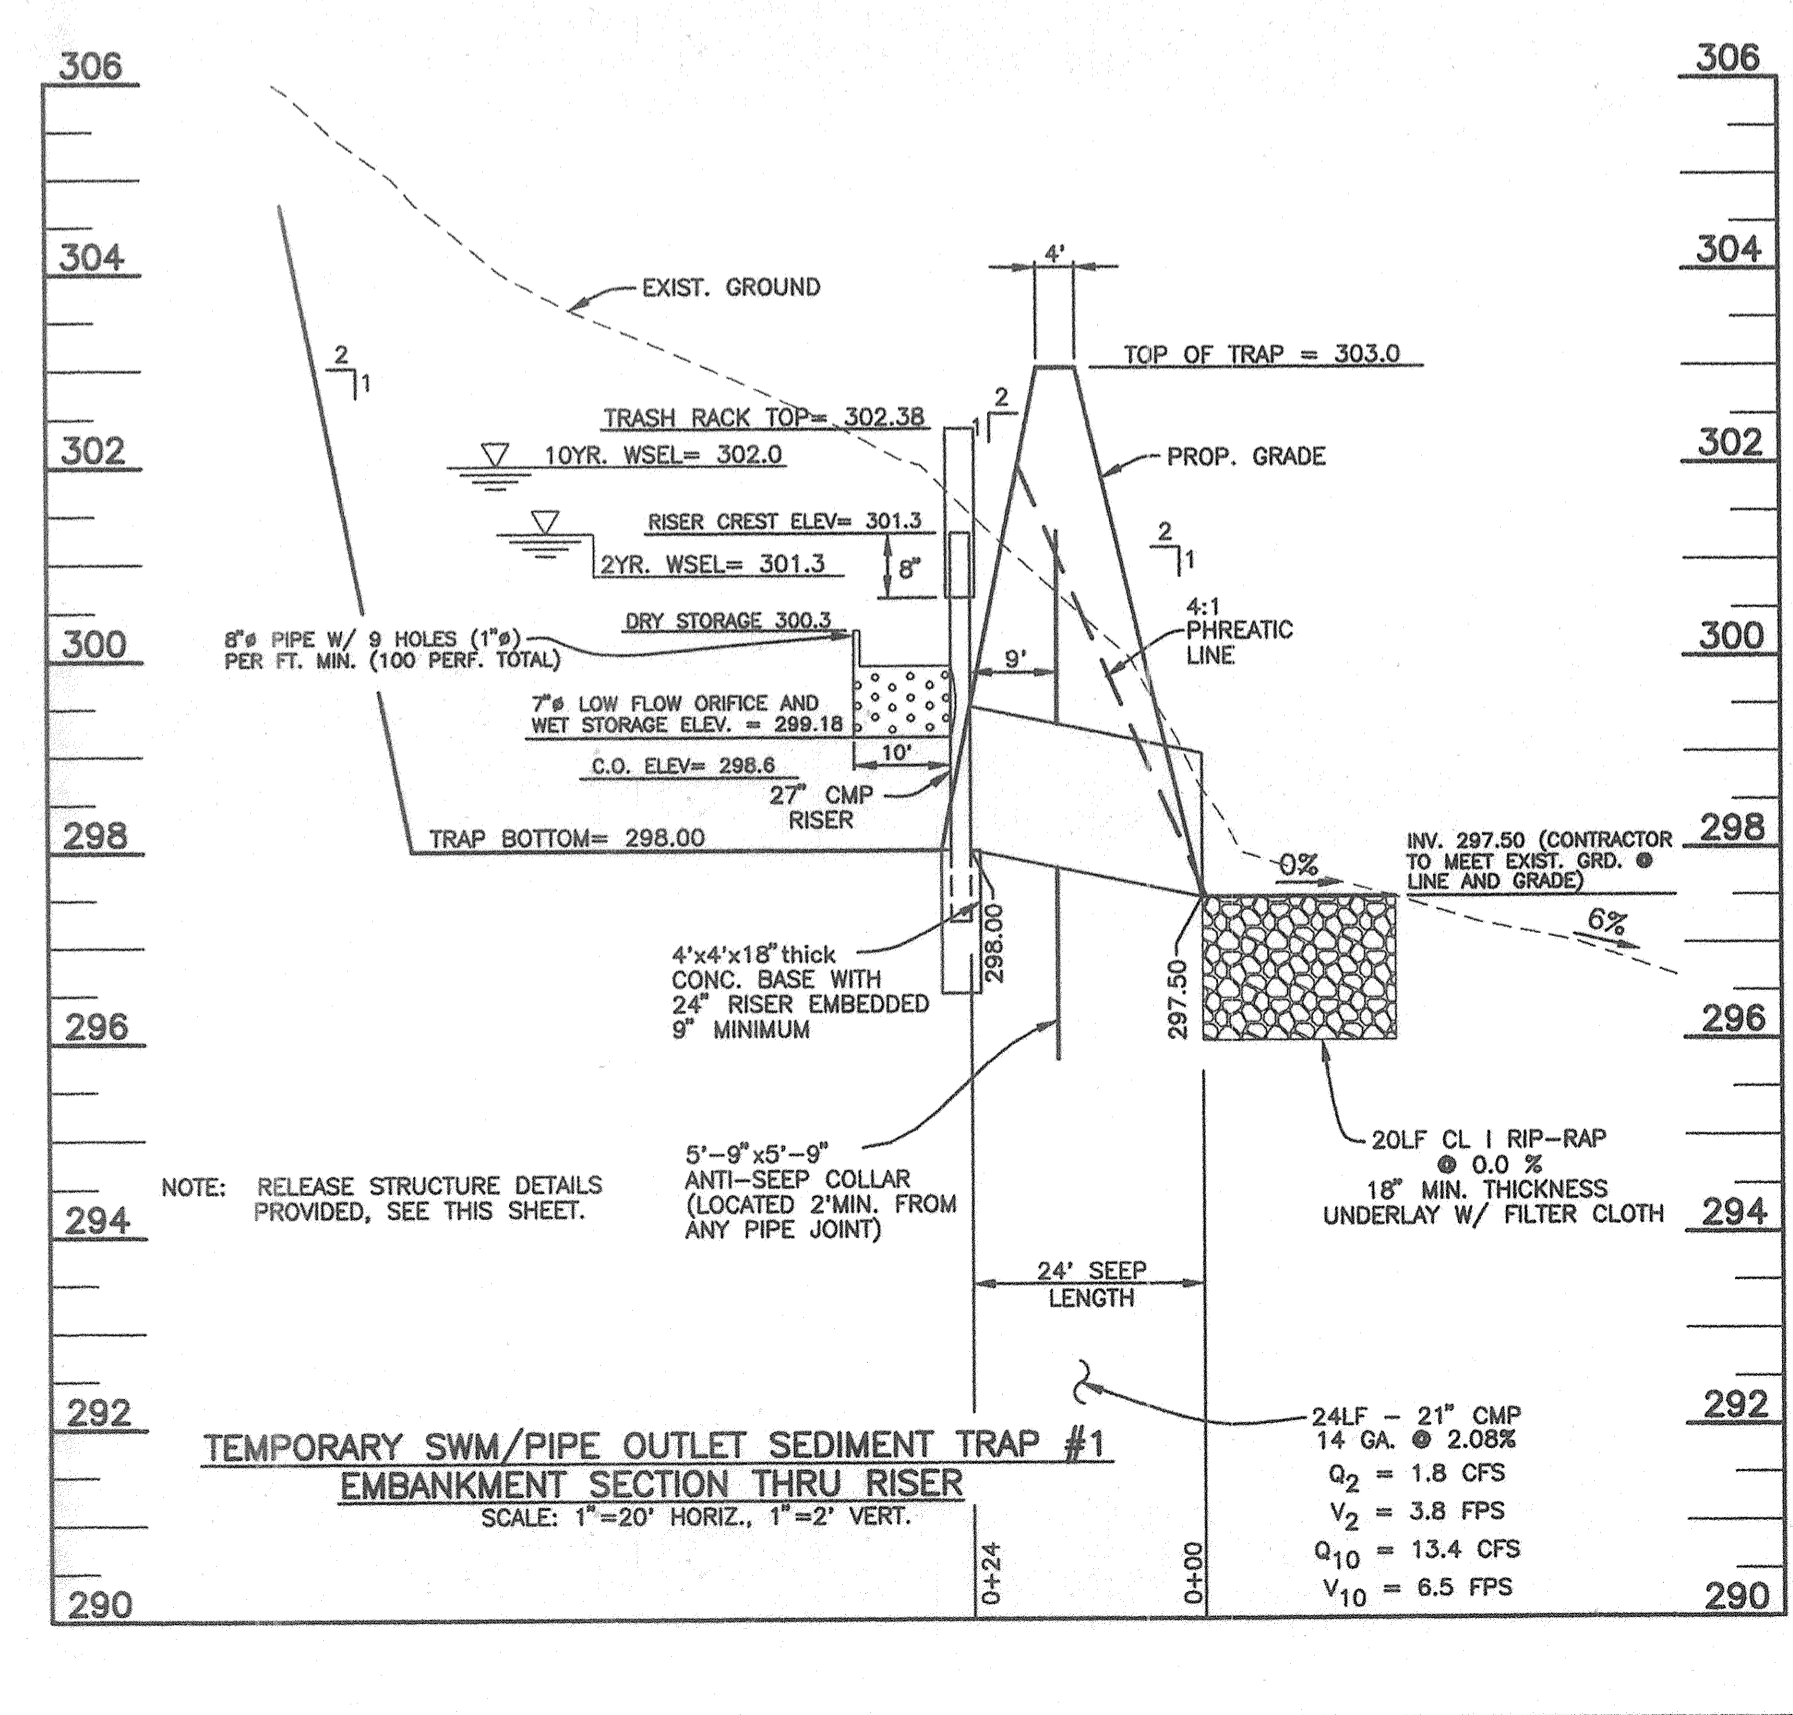 306
304
302
300
298
296
294
292
290
306
304
302
300
298
296
294
292
290
4'
EXIST. GROUND
TOP OF TRAP = 303.0
2
1
TRASH RACK TOP= 302.38
1
2
10YR. WSEL= 302.0
PROP. GRADE
RISER CREST ELEV= 301.3
8"
2YR. WSEL= 301.3
2
1
DRY STORAGE 300.3
8"ø PIPE W/ 9 HOLES (1"ø)
PER FT. MIN. (100 PERF. TOTAL)
4:1
PHREATIC
LINE
9'
7"ø LOW FLOW ORIFICE AND
WET STORAGE ELEV. = 299.18
10'
C.O. ELEV= 298.6
27" CMP
RISER
TRAP BOTTOM= 298.00
0%
INV. 297.50 (CONTRACTOR
TO MEET EXIST. GRD. @
LINE AND GRADE)
6%
298.00
297.50
4'x4'x18" thick
CONC. BASE WITH
24" RISER EMBEDDED
9" MINIMUM
5'-9"x5'-9"
ANTI-SEEP COLLAR
(LOCATED 2'MIN. FROM
ANY PIPE JOINT)
20LF CL I RIP-RAP
@ 0.0 %
18" MIN. THICKNESS
UNDERLAY W/ FILTER CLOTH
NOTE: RELEASE STRUCTURE DETAILS
PROVIDED, SEE THIS SHEET.
24' SEEP
LENGTH
24LF - 21" CMP
14 GA. @ 2.08%
Q2 = 1.8 CFS
V2 = 3.8 FPS
Q10 = 13.4 CFS
V10 = 6.5 FPS
TEMPORARY SWM/PIPE OUTLET SEDIMENT TRAP #1
EMBANKMENT SECTION THRU RISER
SCALE: 1"=20' HORIZ., 1"=2' VERT.
0+24
0+00